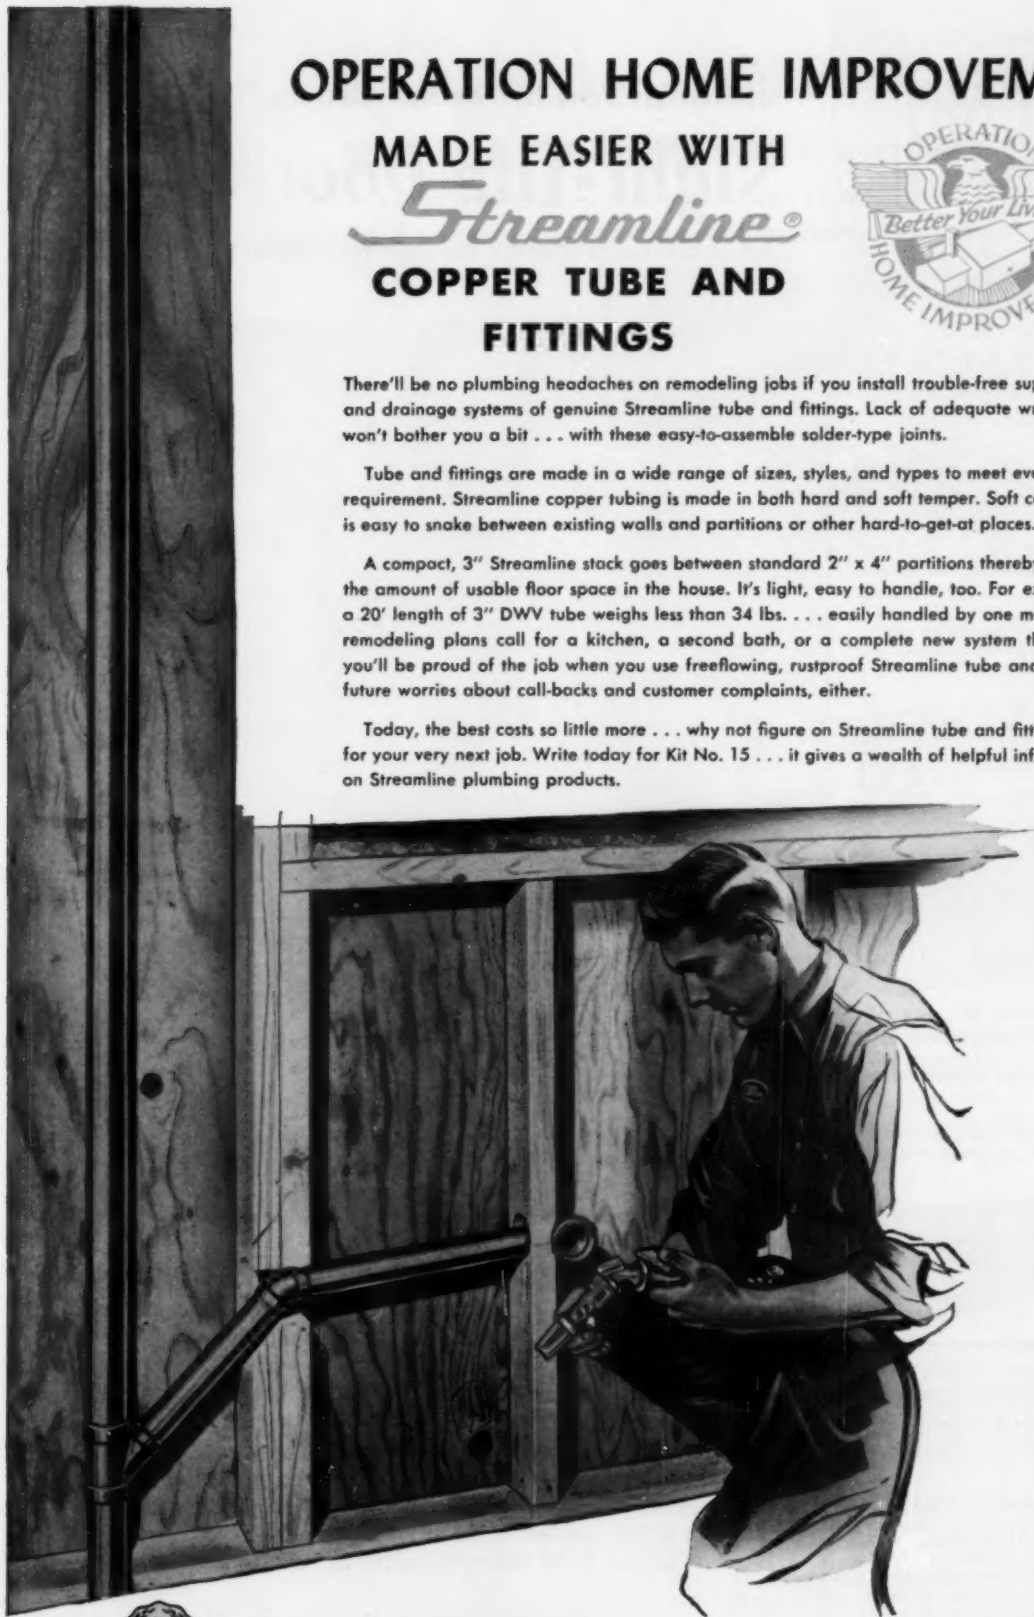 OPERATION HOME IMPROVEM
MADE EASIER WITH
Streamline®
COPPER TUBE AND
FITTINGS
OPERATIO
Better Your Liv
HOME IMPROVE
There'll be no plumbing headaches on remodeling jobs if you install trouble-free su
and drainage systems of genuine Streamline tube and fittings. Lack of adequate w
won't bother you a bit . . . with these easy-to-assemble solder-type joints.
Tube and fittings are made in a wide range of sizes, styles, and types to meet eve
requirement. Streamline copper tubing is made in both hard and soft temper. Soft c
is easy to snake between existing walls and partitions or other hard-to-get-at places.
A compact, 3" Streamline stack goes between standard 2" x 4" partitions thereb
the amount of usable floor space in the house. It's light, easy to handle, too. For e
a 20' length of 3" DWV tube weighs less than 34 lbs. . . . easily handled by one m
remodeling plans call for a kitchen, a second bath, or a complete new system t
you'll be proud of the job when you use freeflowing, rustproof Streamline tube and
future worries about call-backs and customer complaints, either.
Today, the best costs so little more . . . why not figure on Streamline tube and fitt
for your very next job. Write today for Kit No. 15 . . . it gives a wealth of helpful inf
on Streamline plumbing products.